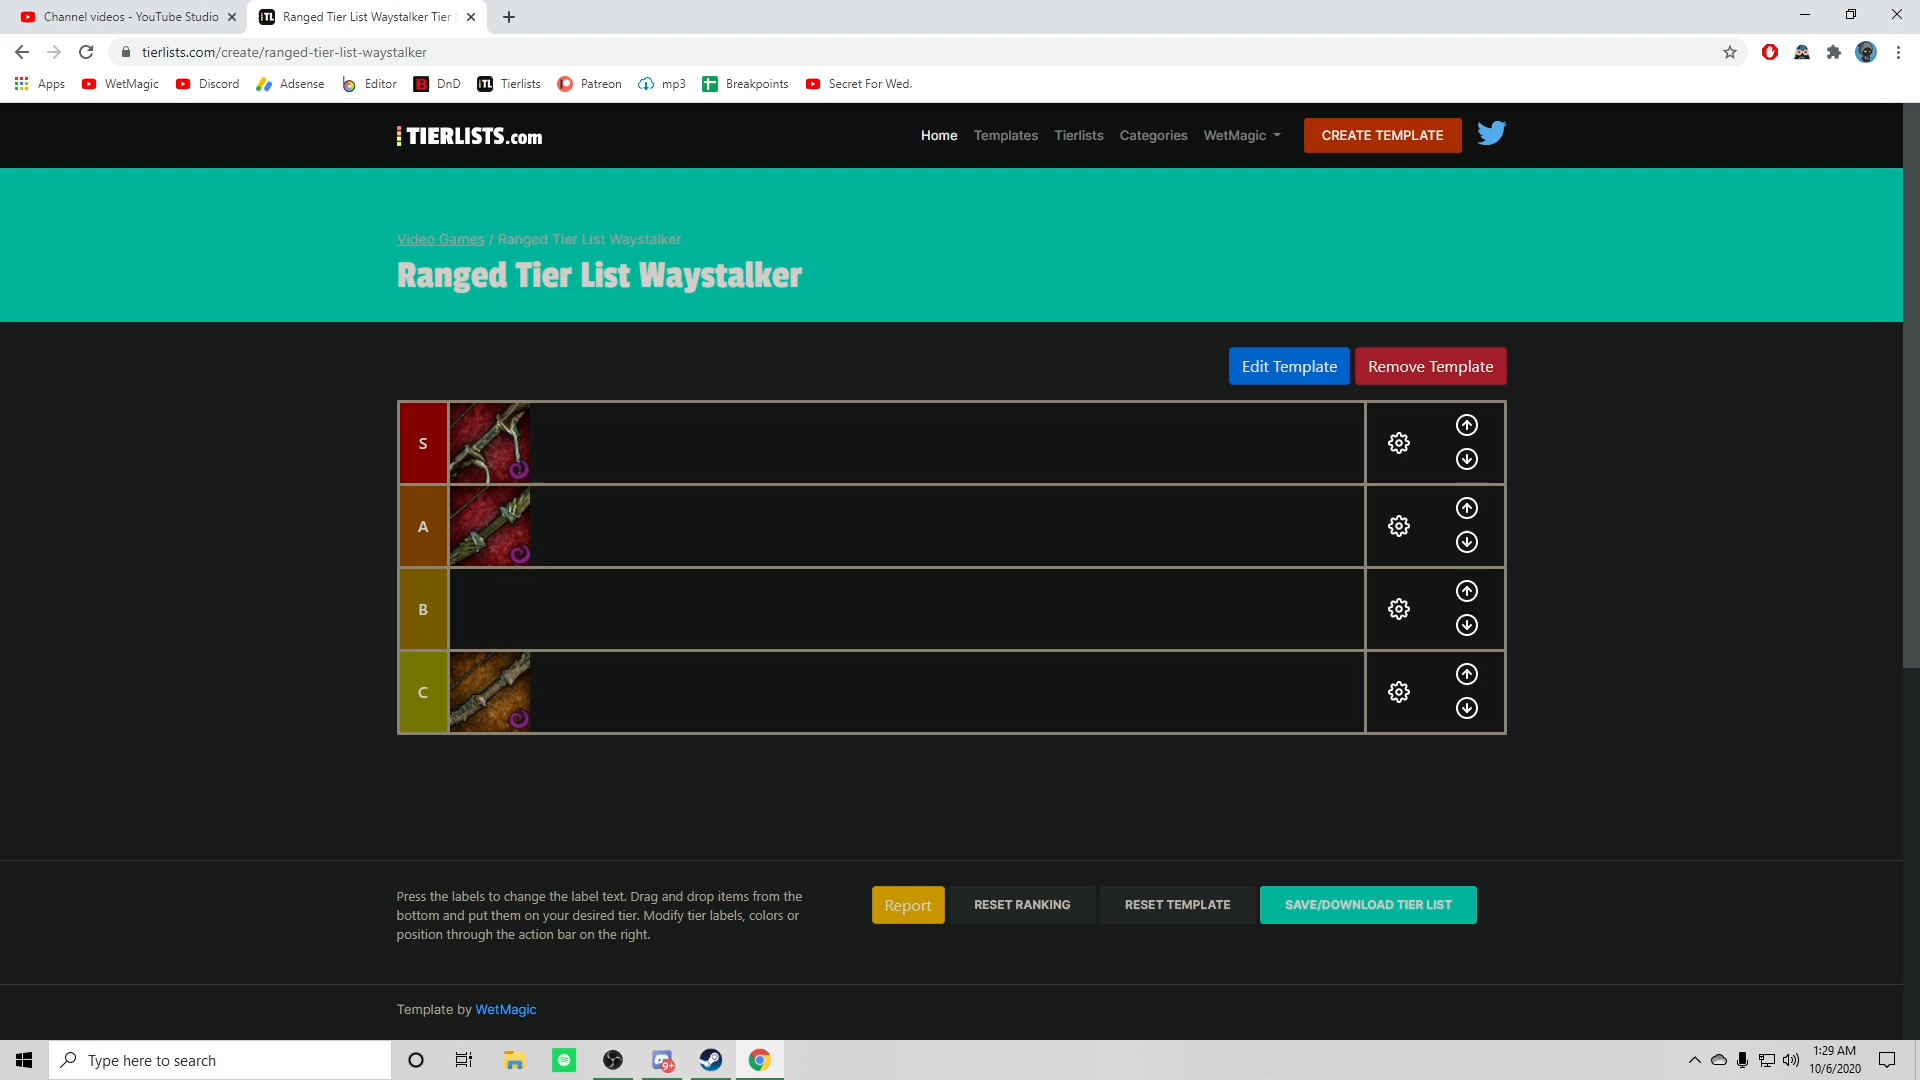 Channel videos - YouTube Studio
Ranged Tier List Waystalker Tier
tierlists.com/create/ranged-tier-list-waystalker
Apps WetMagic Discord Adsense Editor DnD Tierlists Patreon mp3 Breakpoints Secret For Wed.
TIERLISTS.com
Home Templates Tierlists Categories WetMagic CREATE TEMPLATE
Video Games / Ranged Tier List Waystalker
Ranged Tier List Waystalker
Edit Template Remove Template
S
A
B
C
Press the labels to change the label text. Drag and drop items from the
bottom and put them on your desired tier. Modify tier labels, colors or
position through the action bar on the right.
Report RESET RANKING RESET TEMPLATE SAVE/DOWNLOAD TIER LIST
Template by WetMagic
Type here to search
9+
1:29 AM
10/6/2020